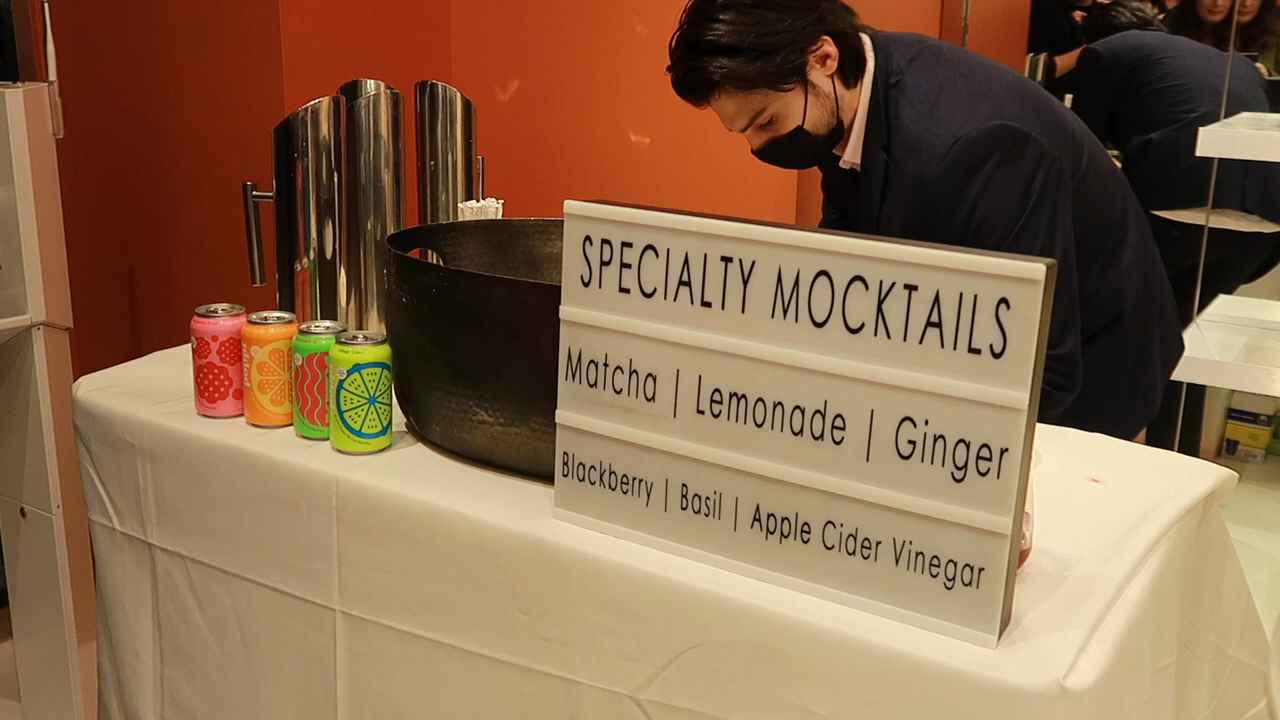 SPECIALTY MOCKTAILS
Matcha | Lemonade | Ginger
Blackberry | Basil | Apple Cider Vinegar